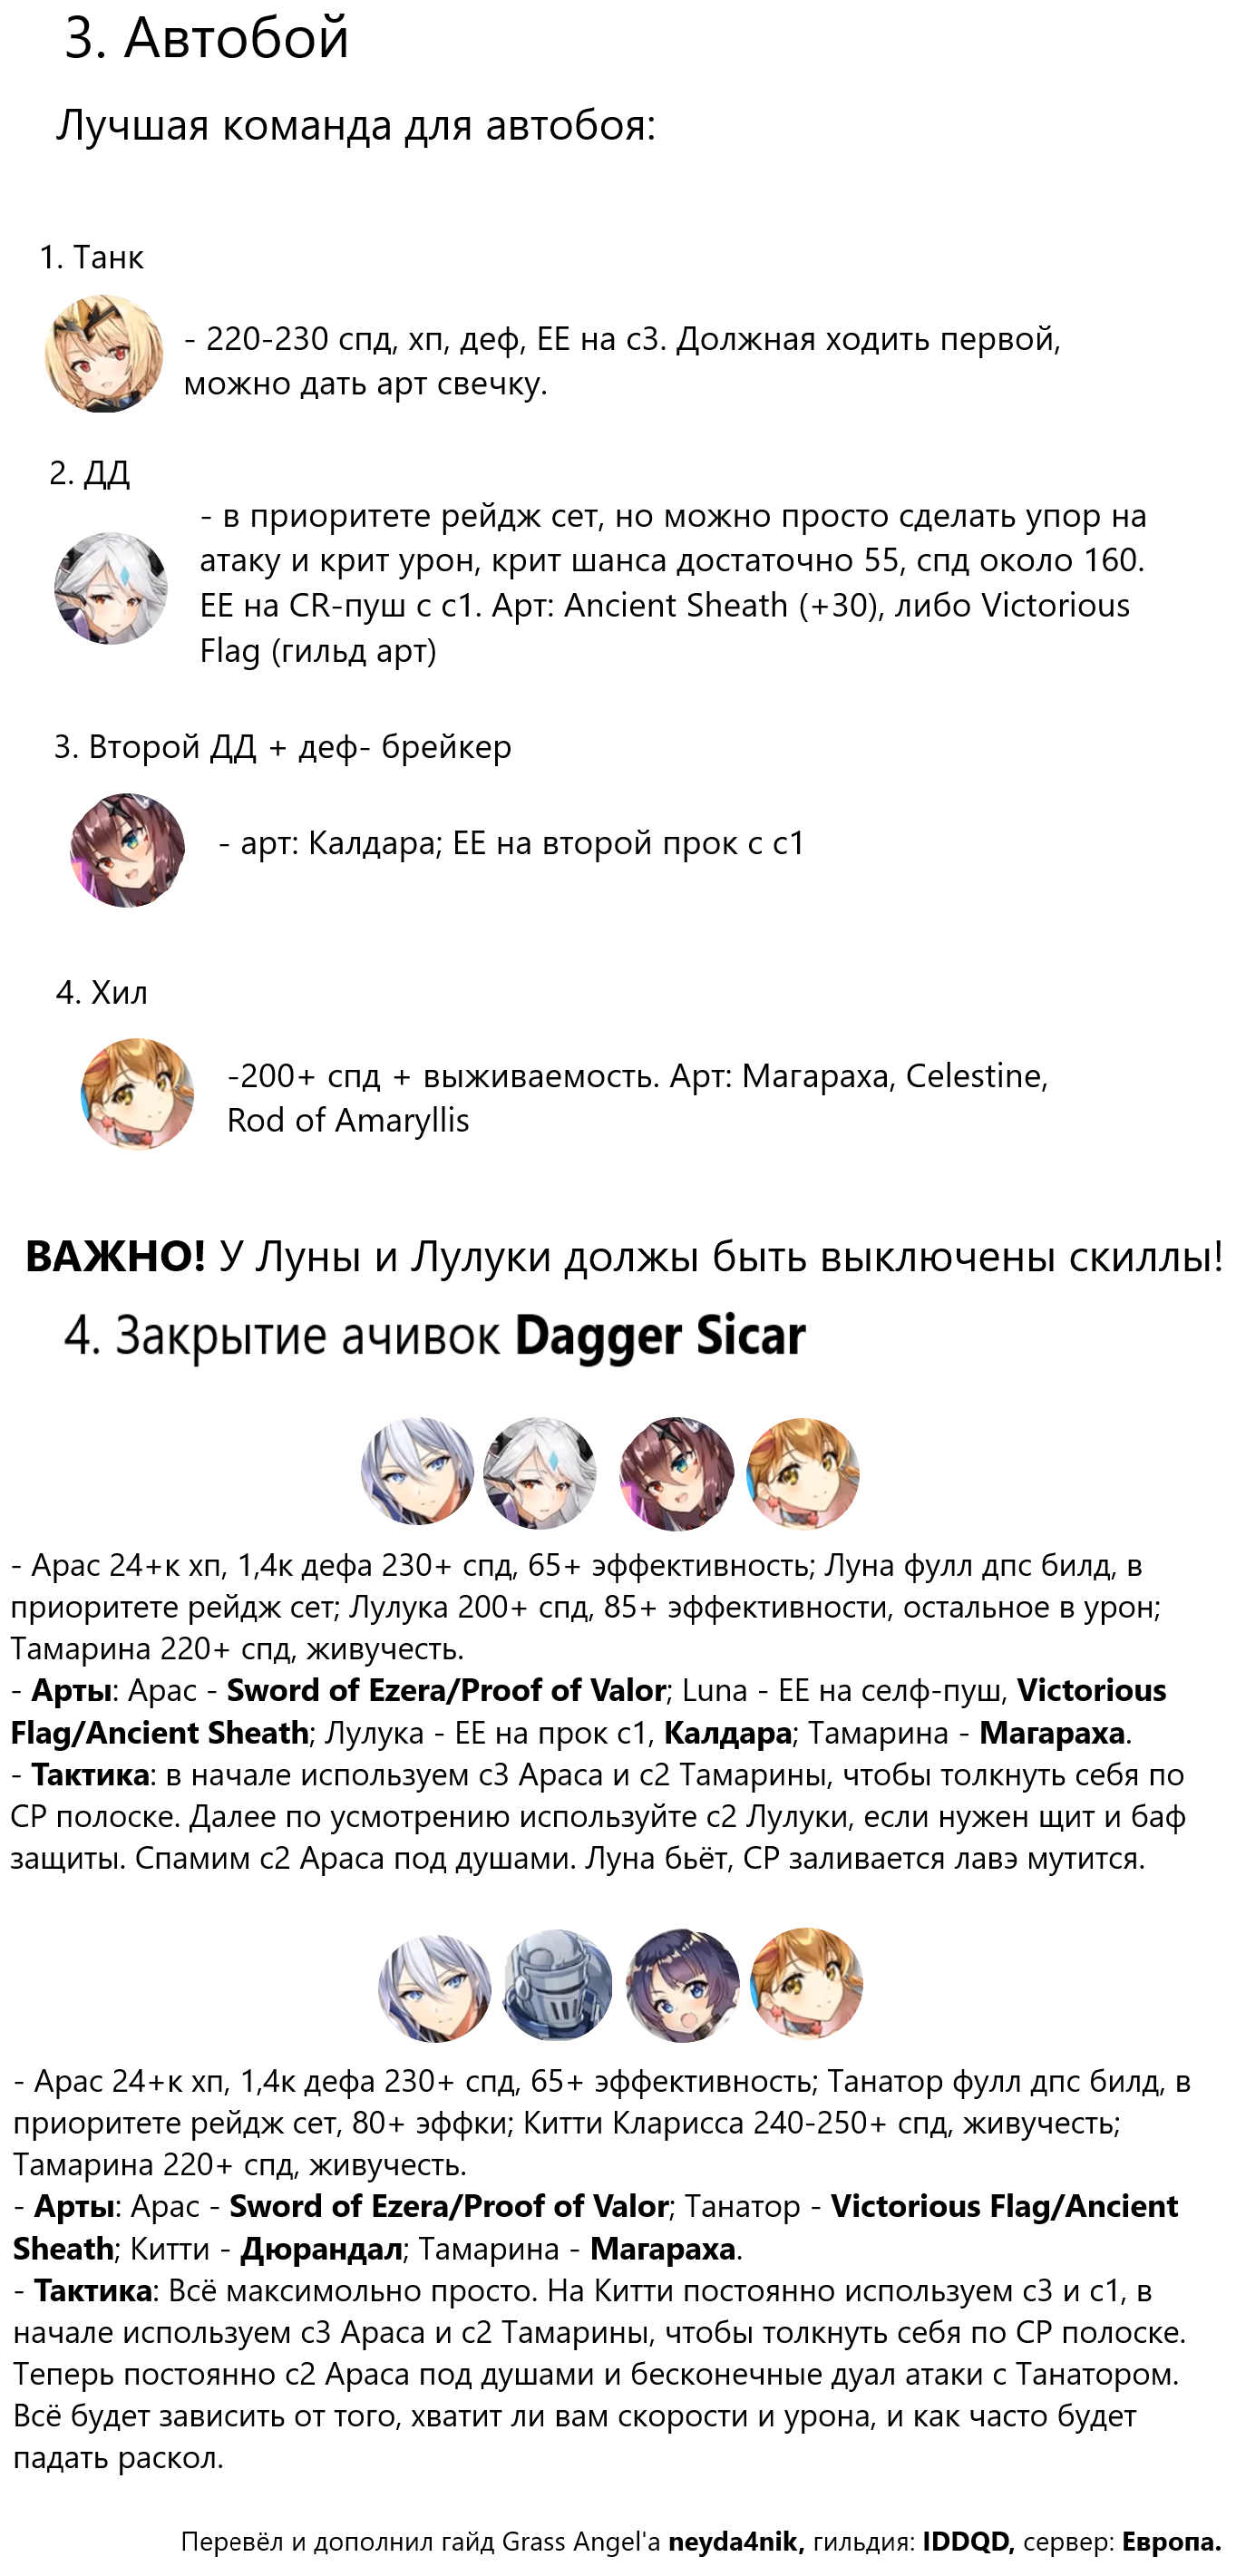 3. Автобой
Лучшая команда для автобоя:
1. Танк
- 220-230 спд, хп, деф, ЕЕ на с3. Должная ходить первой,
можно дать арт свечку.
2. ДД
- в приоритете рейдж сет, но можно просто сделать упор на
атаку и крит урон, крит шанса достаточно 55, спд около 160.
ЕЕ на CR-пуш с с1. Арт: Ancient Sheath (+30), либо Victorious
Flag (гильд арт)
3. Второй ДД + деф- брейкер
- арт: Калдара; ЕЕ на второй прок с с1
4. Хил
-200+ спд + выживаемость. Арт: Магараха, Celestine,
Rod of Amaryllis
ВАЖНО! У Луны и Лулуки должы быть выключены скиллы!
4. Закрытие ачивок Dagger Sicar
- Арас 24+к хп, 1,4к дефа 230+ спд, 65+ эффективность; Луна фулл дпс билд, в
приоритете рейдж сет; Лулука 200+ спд, 85+ эффективности, остальное в урон;
Тамарина 220+ спд, живучесть.
- Арты: Арас - Sword of Ezera/Proof of Valor; Luna - ЕЕ на селф-пуш, Victorious
Flag/Ancient Sheath; Лулука - ЕЕ на прок с1, Калдара; Тамарина - Магараха.
- Тактика: в начале используем с3 Араса и с2 Тамарины, чтобы толкнуть себя по
СР полоске. Далее по усмотрению используйте с2 Лулуки, если нужен щит и баф
защиты. Спамим с2 Араса под душами. Луна бьёт, СР заливается лавэ мутится.
- Арас 24+к хп, 1,4к дефа 230+ спд, 65+ эффективность; Танатор фулл дпс билд, в
приоритете рейдж сет, 80+ эффки; Китти Кларисса 240-250+ спд, живучесть;
Тамарина 220+ спд, живучесть.
- Арты: Арас - Sword of Ezera/Proof of Valor; Танатор - Victorious Flag/Ancient
Sheath; Китти - Дюрандал; Тамарина - Магараха.
- Тактика: Всё максимольно просто. На Китти постоянно используем с3 и с1, в
начале используем с3 Араса и с2 Тамарины, чтобы толкнуть себя по СР полоске.
Теперь постоянно с2 Араса под душами и бесконечные дуал атаки с Танатором.
Всё будет зависить от того, хватит ли вам скорости и урона, и как часто будет
падать раскол.
Перевёл и дополнил гайд Grass Angel'a neyda4nik, гильдия: IDDQD, сервер: Европа.